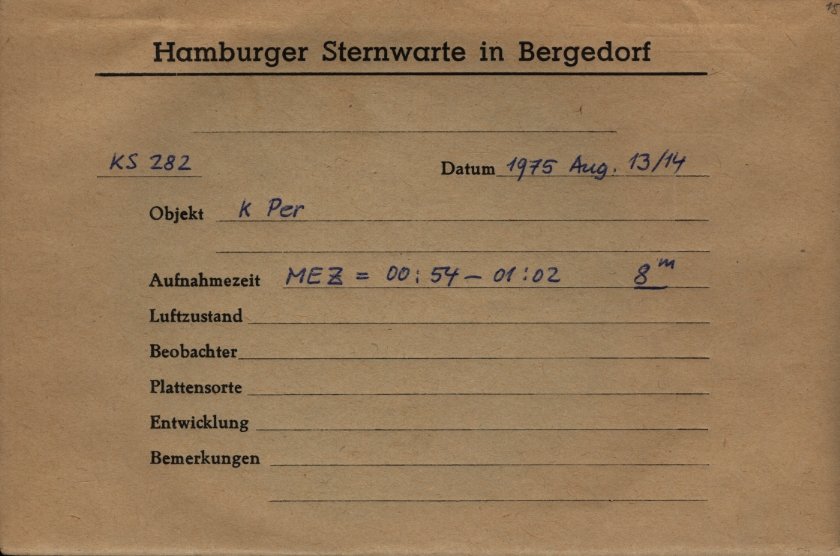 15
Hamburger Sternwarte in Bergedorf
KS 282
Datum 1975 Aug. 13/14
Objekt K Per
Aufnahmezeit MEZ = 00:54 – 01:02 8ᵐ
Luftzustand
Beobachter
Plattensorte
Entwicklung
Bemerkungen